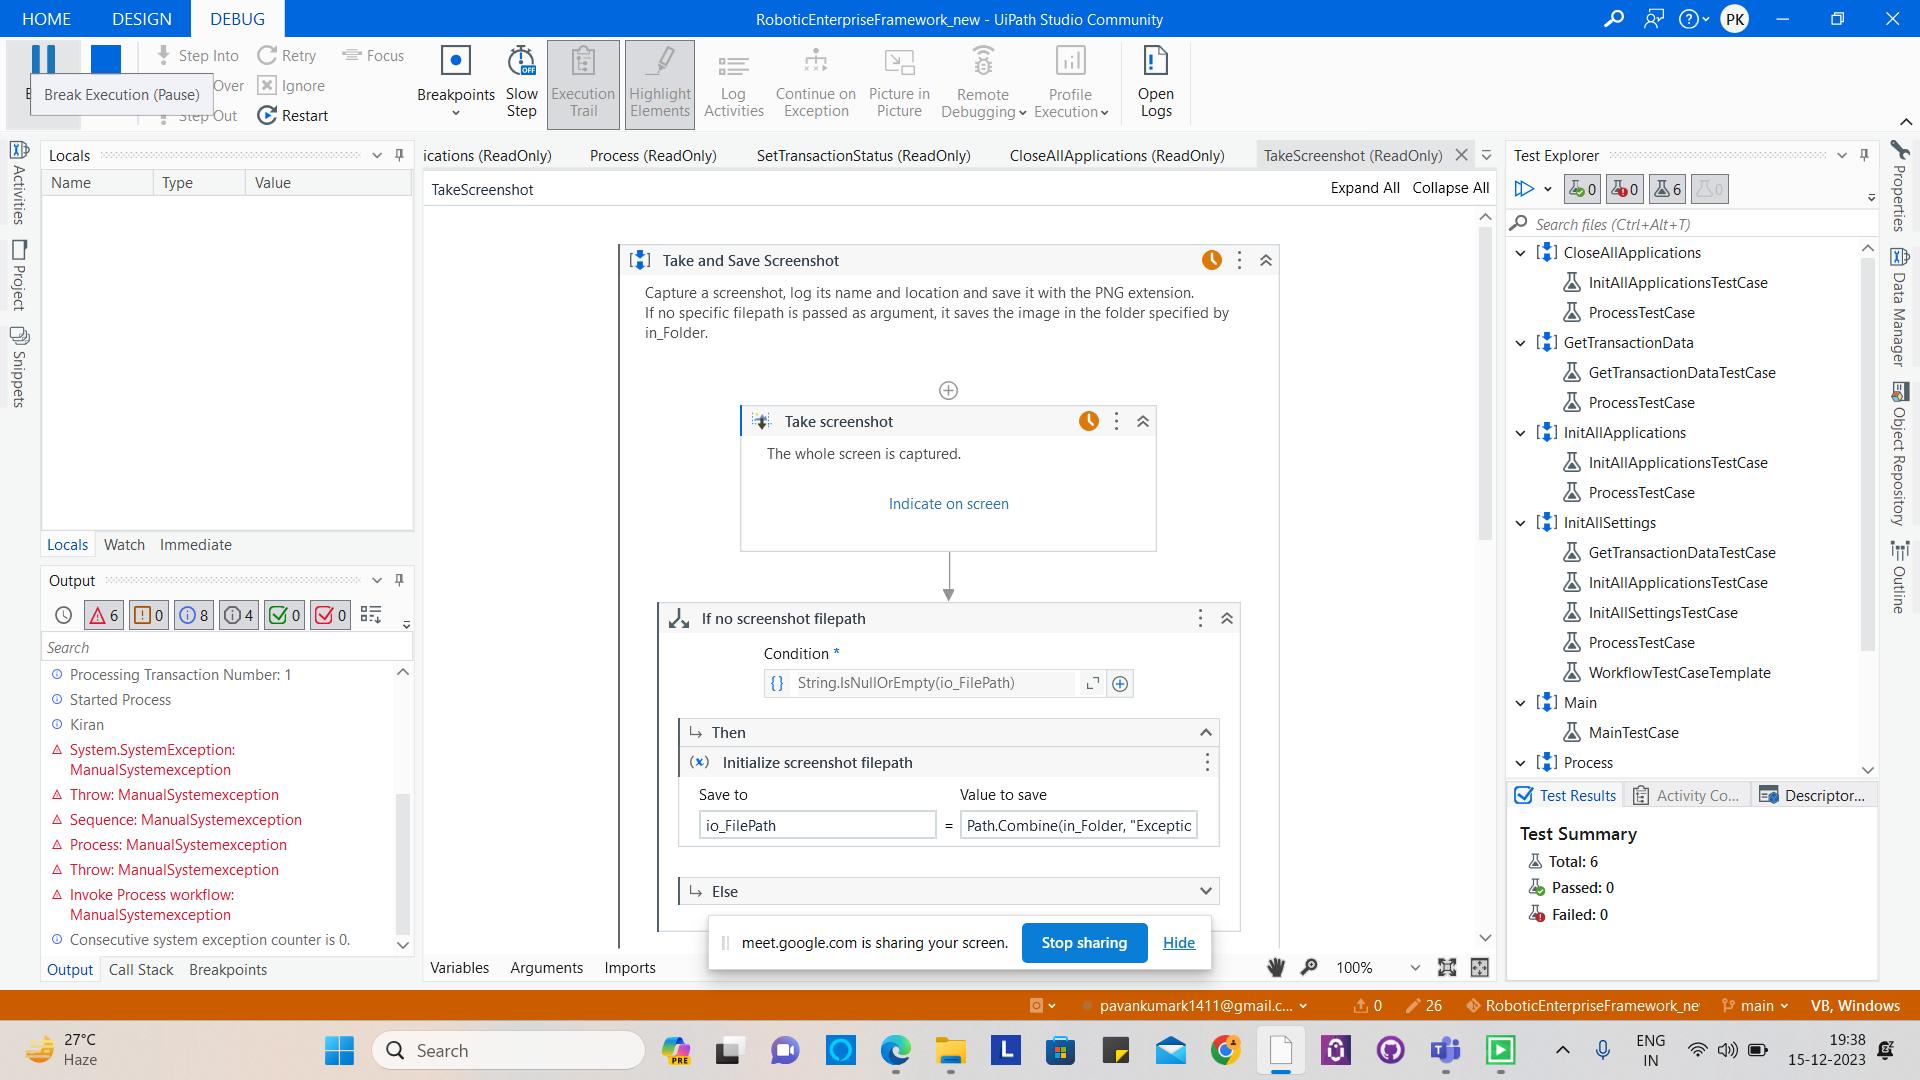 HOME DESIGN DEBUG
RoboticEnterpriseFramework_new - UiPath Studio Community
PK
Step Into Retry Focus
Break Execution (Pause)
Over Ignore
Step Out Restart
Breakpoints
Slow Step
OFF
Execution Trail
Highlight Elements
Log Activities
Continue on Exception
Picture in Picture
Remote Debugging
Profile Execution
Open Logs
Activities
Project
Snippets
Locals
Name Type Value
Locals Watch Immediate
Output
6 0 8 4 0 0
Search
Processing Transaction Number: 1
Started Process
Kiran
System.SystemException:
ManualSystemexception
Throw: ManualSystemexception
Sequence: ManualSystemexception
Process: ManualSystemexception
Throw: ManualSystemexception
Invoke Process workflow:
ManualSystemexception
Consecutive system exception counter is 0.
Output Call Stack Breakpoints
ications (ReadOnly) Process (ReadOnly) SetTransactionStatus (ReadOnly) CloseAllApplications (ReadOnly) TakeScreenshot (ReadOnly)
TakeScreenshot Expand All Collapse All
Take and Save Screenshot
Capture a screenshot, log its name and location and save it with the PNG extension.
If no specific filepath is passed as argument, it saves the image in the folder specified by
in_Folder.
Take screenshot
The whole screen is captured.
Indicate on screen
If no screenshot filepath
Condition *
String.IsNullOrEmpty(io_FilePath)
Then
Initialize screenshot filepath
Save to Value to save
io_FilePath = Path.Combine(in_Folder, "Exceptic
Else
meet.google.com is sharing your screen. Stop sharing Hide
Variables Arguments Imports 100%
Test Explorer
0 0 6 0
Search files (Ctrl+Alt+T)
CloseAllApplications
InitAllApplicationsTestCase
ProcessTestCase
GetTransactionData
GetTransactionDataTestCase
ProcessTestCase
InitAllApplications
InitAllApplicationsTestCase
ProcessTestCase
InitAllSettings
GetTransactionDataTestCase
InitAllApplicationsTestCase
InitAllSettingsTestCase
ProcessTestCase
WorkflowTestCaseTemplate
Main
MainTestCase
Process
Test Results Activity Co... Descriptor...
Test Summary
Total: 6
Passed: 0
Failed: 0
Properties
Data Manager
Object Repository
Outline
pavankumark1411@gmail.c... 0 26 RoboticEnterpriseFramework_ne main VB, Windows
27°C
Haze
Search
PRE
L
ENG
IN
19:38
15-12-2023